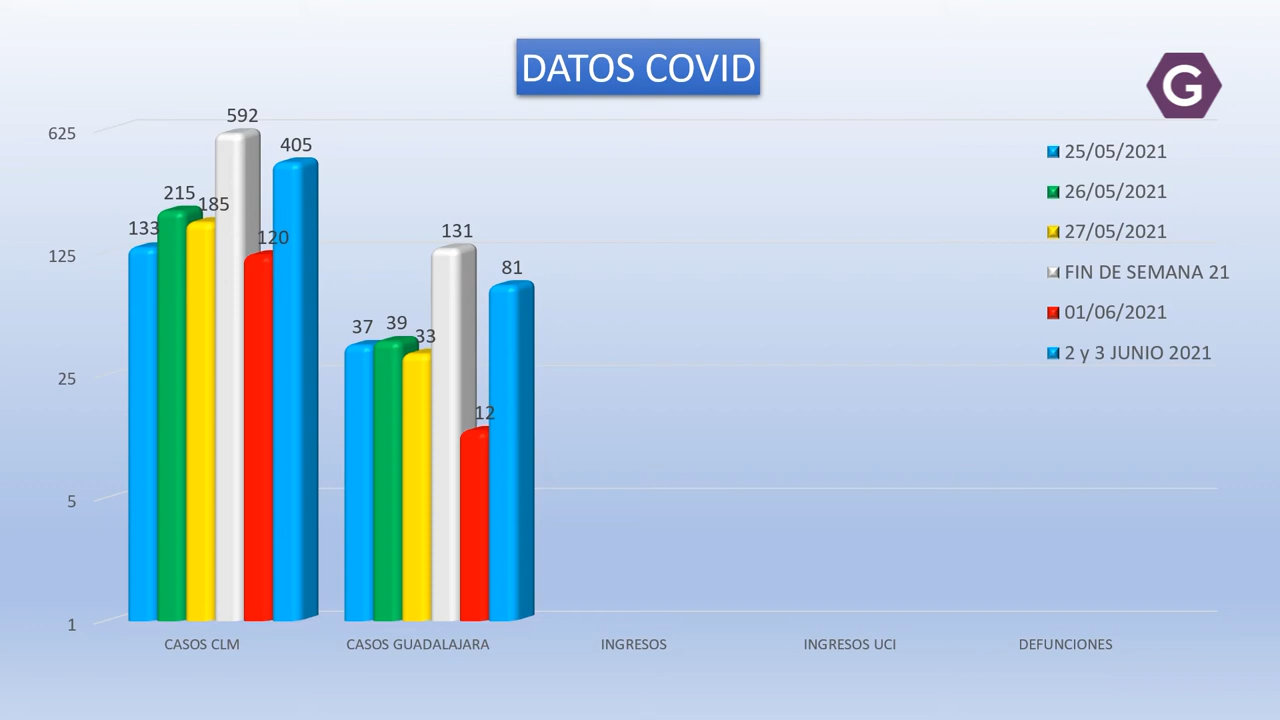 DATOS COVID
G
625
125
25
5
1
133
215
185
592
120
405
37
39
33
131
12
81
CASOS CLM
CASOS GUADALAJARA
INGRESOS
INGRESOS UCI
DEFUNCIONES
25/05/2021
26/05/2021
27/05/2021
FIN DE SEMANA 21
01/06/2021
2 y 3 JUNIO 2021